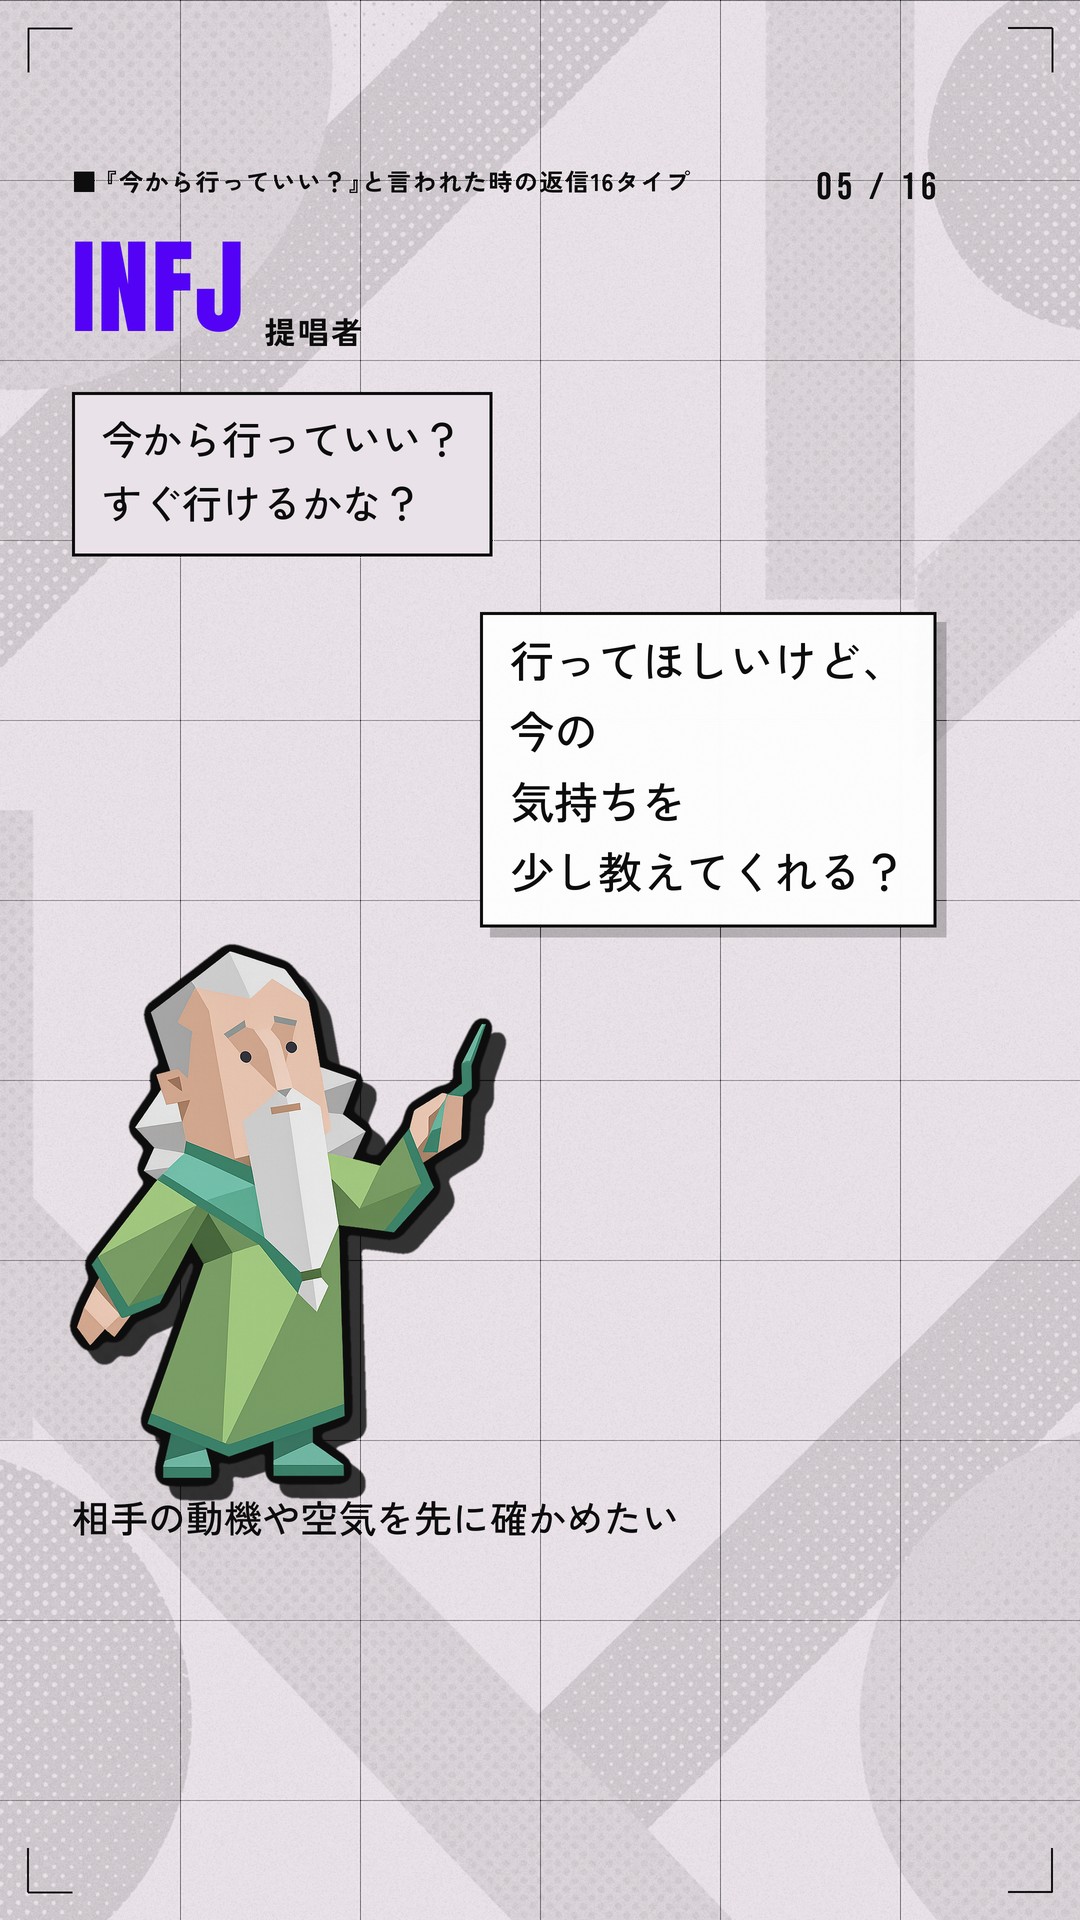 ■『今から行っていい？』と言われた時の返信16タイプ
05 / 16
INFJ
提唱者
今から行っていい？
すぐ行けるかな？
行ってほしいけど、
今の
気持ちを
少し教えてくれる？
相手の動機や空気を先に確かめたい